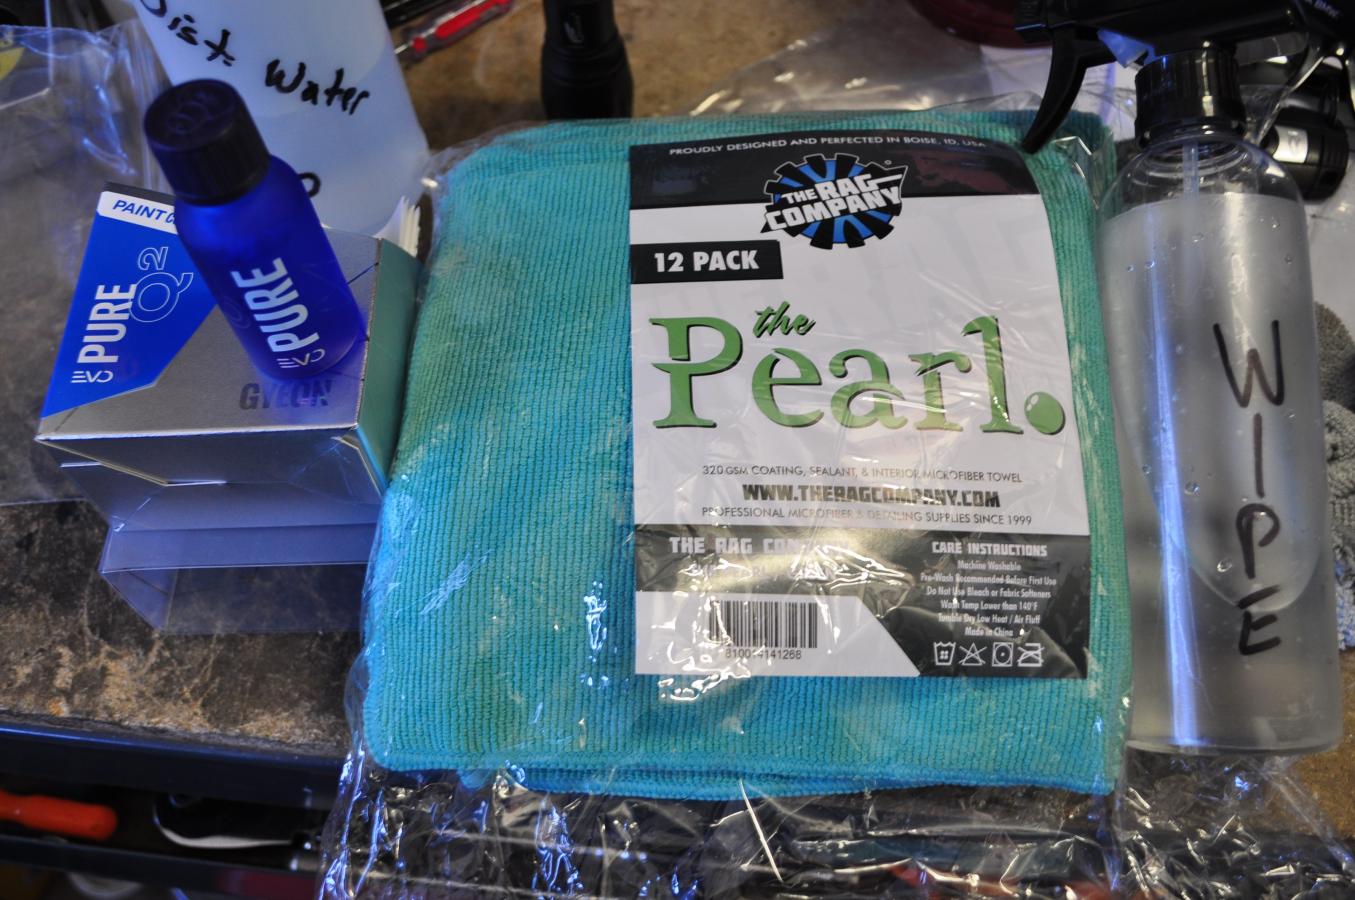 Dist. Water
PAINT
PURE
Q2
EVO
GYEON
PURE
EVO
PROUDLY DESIGNED AND PERFECTED IN BOISE, ID, USA
THE RAG
COMPANY
12 PACK
the
Pearl.
320 GSM COATING, SEALANT, & INTERIOR MICROFIBER TOWEL
WWW.THERAGCOMPANY.COM
PROFESSIONAL MICROFIBER & DETAILING SUPPLIES SINCE 1999
THE RAG COMPANY
CARE INSTRUCTIONS
Machine Washable
Pre-Wash Recommended Before First Use
Do Not Use Bleach or Fabric Softeners
Wash Temp Lower than 140°F
Tumble Dry Low Heat / Air Fluff
Made in China
WIPE